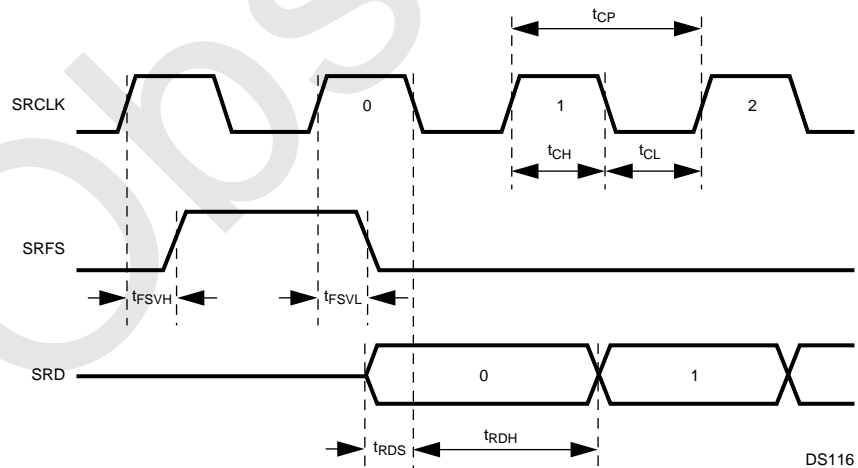 tCP
SRCLK
0
1
2
tCH
tCL
SRFS
tFSVH
tFSVL
SRD
0
1
tRDS
tRDH
DS116